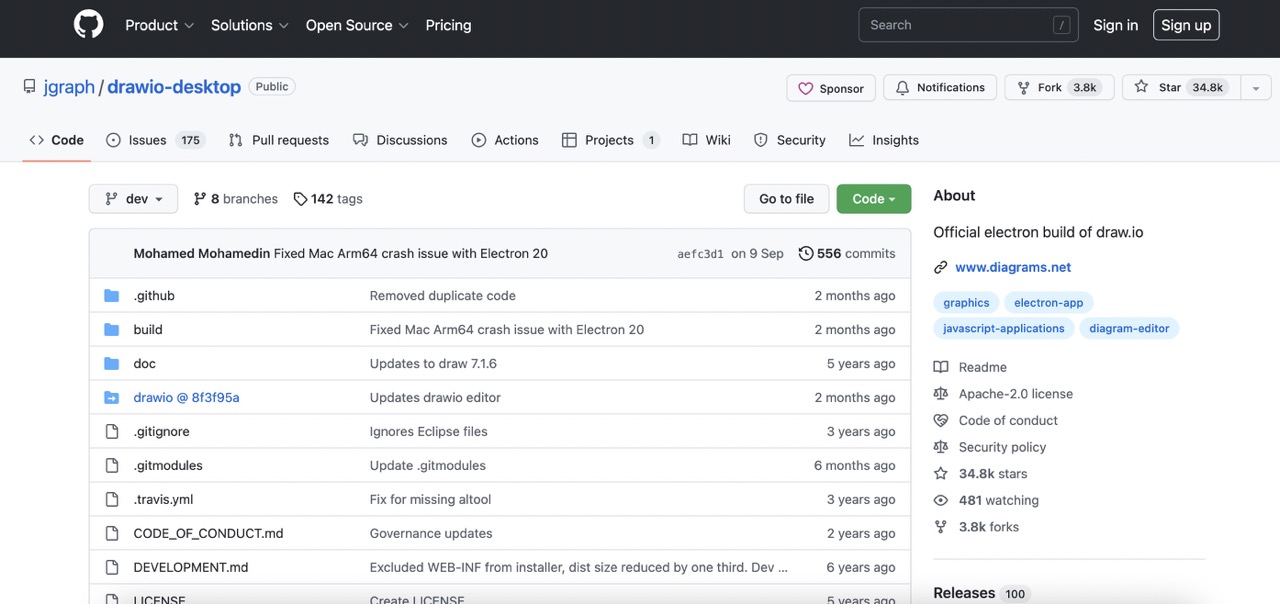 Product Solutions Open Source Pricing Search / Sign in Sign up
jgraph / drawio-desktop Public Sponsor Notifications Fork 3.8k Star 34.8k
Code Issues 175 Pull requests Discussions Actions Projects 1 Wiki Security Insights
dev 8 branches 142 tags Go to file Code
Mohamed Mohamedin Fixed Mac Arm64 crash issue with Electron 20 aefc3d1 on 9 Sep 556 commits
.github Removed duplicate code 2 months ago
build Fixed Mac Arm64 crash issue with Electron 20 2 months ago
doc Updates to draw 7.1.6 5 years ago
drawio @ 8f3f95a Updates drawio editor 2 months ago
.gitignore Ignores Eclipse files 3 years ago
.gitmodules Update .gitmodules 6 months ago
.travis.yml Fix for missing altool 3 years ago
CODE_OF_CONDUCT.md Governance updates 2 years ago
DEVELOPMENT.md Excluded WEB-INF from installer, dist size reduced by one third. Dev ... 6 years ago
LICENSE Create LICENSE 5 years ago
About
Official electron build of draw.io
www.diagrams.net
graphics electron-app
javascript-applications diagram-editor
Readme
Apache-2.0 license
Code of conduct
Security policy
34.8k stars
481 watching
3.8k forks
Releases 100